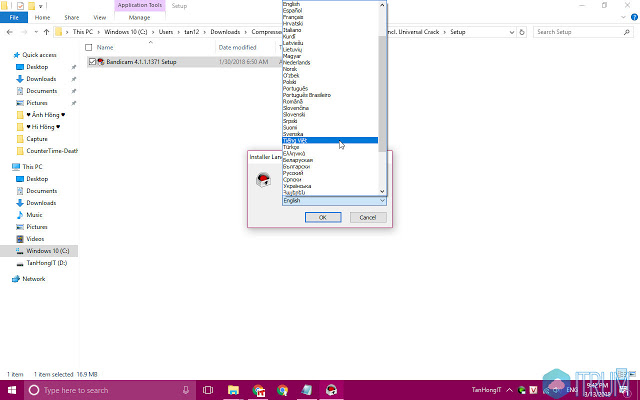 Application Tools
Setup
File
Home
Share
View
Manage
This PC
Windows 10 (C:)
Users
tan12
Downloads
Compresse
ncl. Universal Crack
Setup
Search Setup
Name
Date modified
Quick access
Desktop
Downloads
Documents
Pictures
♥ Ánh Hồng ♥
♥ Hi Hồng ♥
Capture
CounterTime-Death
This PC
Desktop
Documents
Downloads
Music
Pictures
Videos
Windows 10 (C:)
TanHongIT (D:)
Network
Bandicam 4.1.1.1371 Setup
1/30/2018 6:50 AM
English
Español
Français
Hrvatski
Italiano
Kurdî
Latviešu
Lietuvių
Magyar
Nederlands
Norsk
O'zbek
Polski
Português
Português Brasileiro
Română
Slovenčina
Slovenski
Srpski
Suomi
Svenska
Tiếng Việt
Türkçe
Ελληνικά
Беларуская
Български
Русский
Српски
Українська
Հայերեն
Installer Lan
English
OK
Cancel
1 item
1 item selected
16.9 MB
Type here to search
TanHongIT
ENG
9:42 PM
3/13/2018
ITRUM